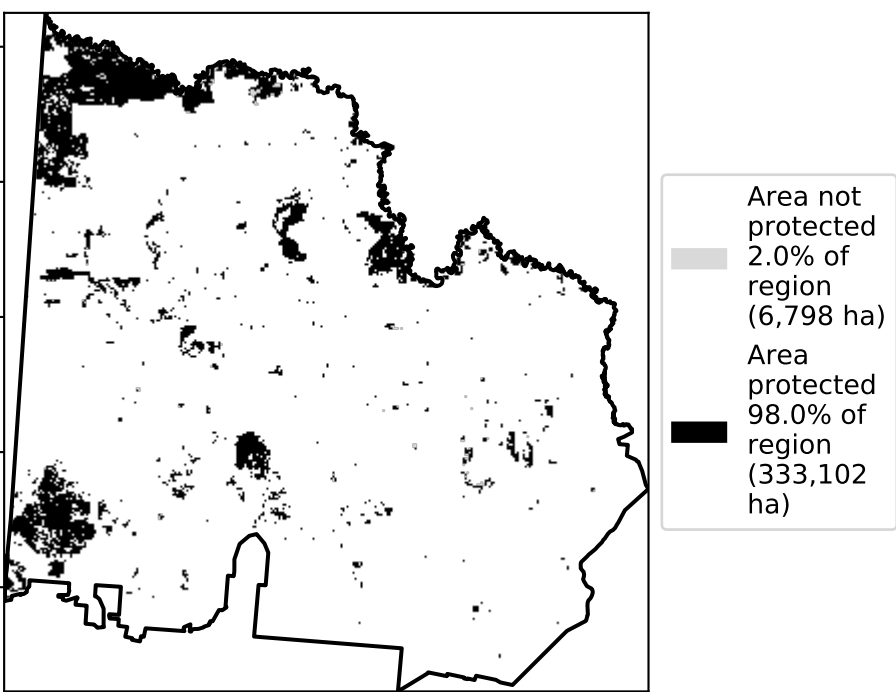 Area not
protected
2.0% of
region
(6,798 ha)
Area
protected
98.0% of
region
(333,102
ha)